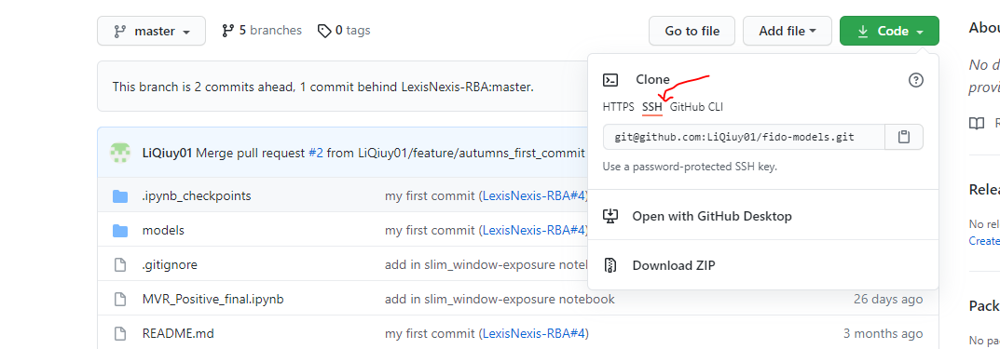 master 5 branches 0 tags Go to file Add file Code
This branch is 2 commits ahead, 1 commit behind LexisNexis-RBA:master.
LiQiuy01 Merge pull request #2 from LiQiuy01/feature/autumns_first_commit
.ipynb_checkpoints my first commit (LexisNexis-RBA#4)
models my first commit (LexisNexis-RBA#4)
.gitignore add in slim_window-exposure noteb
MVR_Positive_final.ipynb add in slim_window-exposure notebook 26 days ago
README.md my first commit (LexisNexis-RBA#4) 3 months ago
Clone
HTTPS SSH GitHub CLI
git@github.com:LiQiuy01/fido-models.git
Use a password-protected SSH key.
Open with GitHub Desktop
Download ZIP
Abou
No d
provi
R
Relea
No rel
Create
Pack
No pa